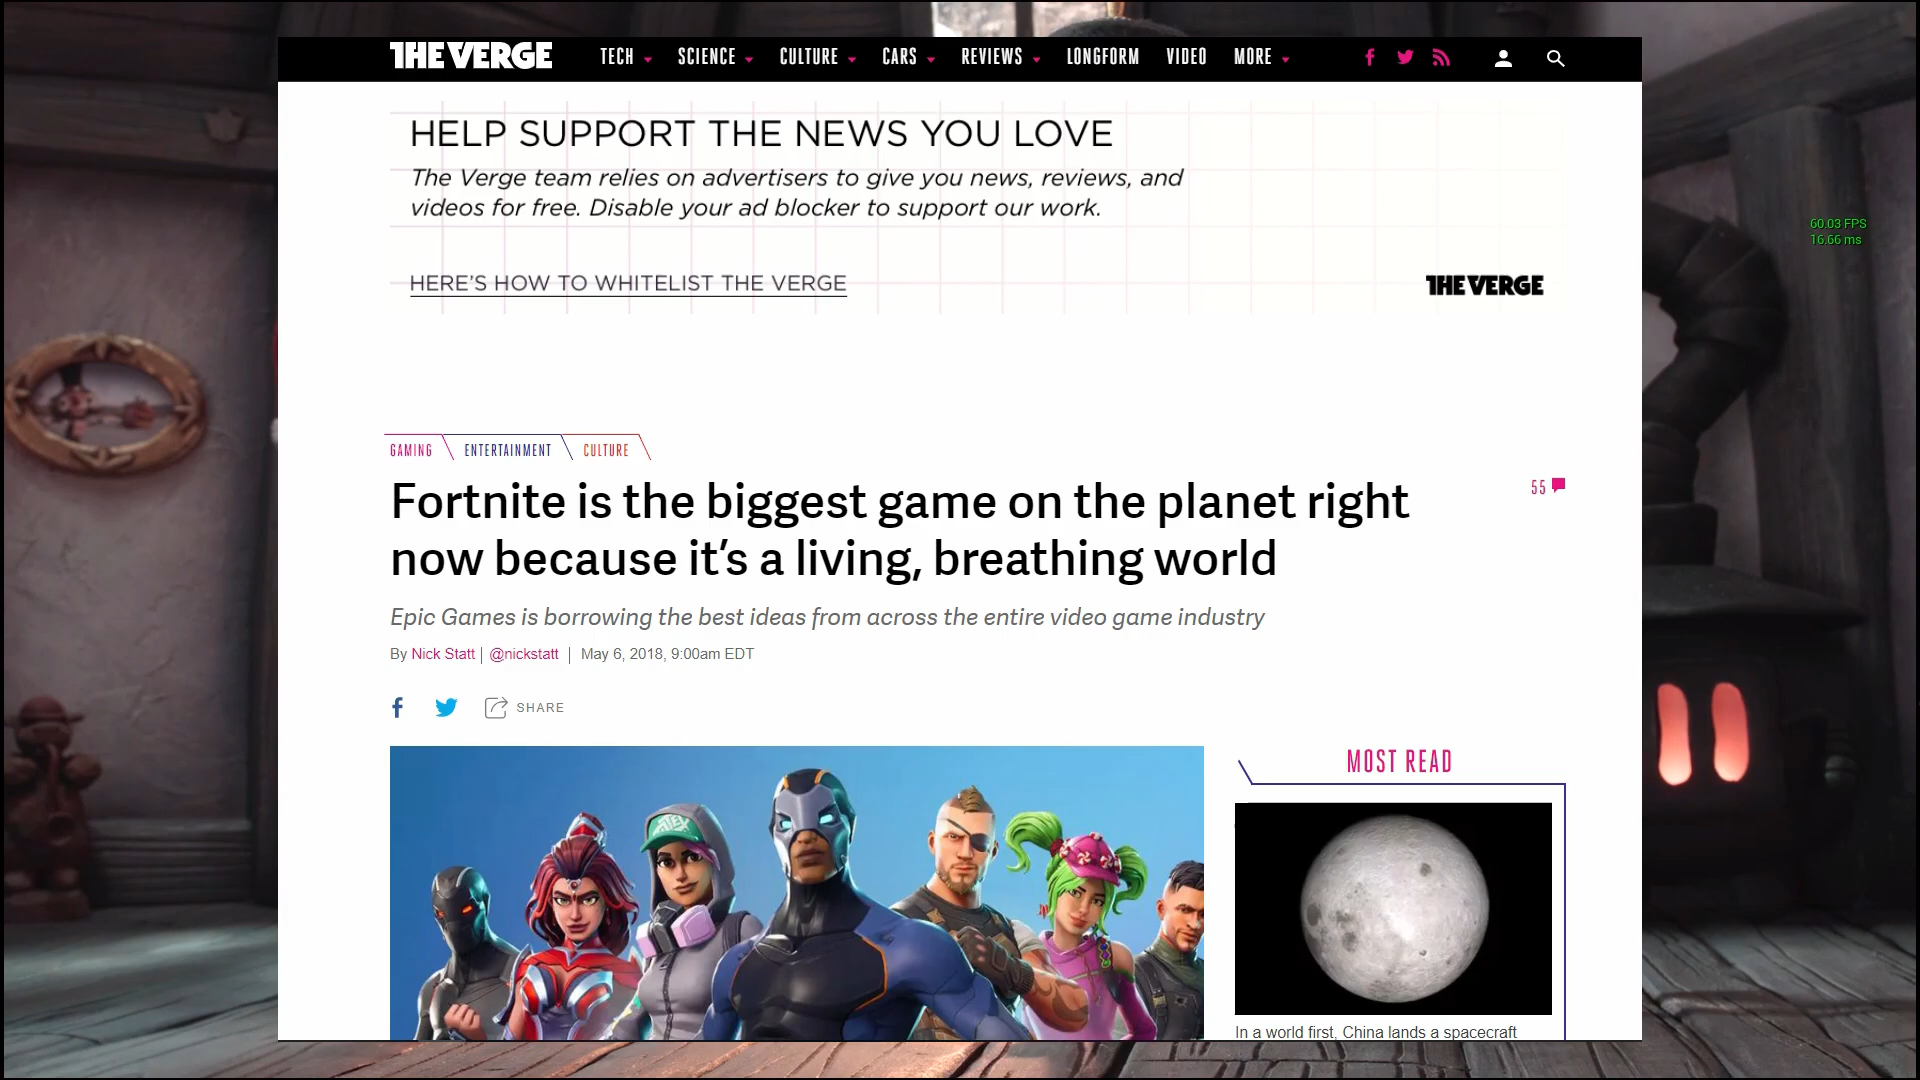 THE VERGE
TECH SCIENCE CULTURE CARS REVIEWS LONGFORM VIDEO MORE
HELP SUPPORT THE NEWS YOU LOVE
The Verge team relies on advertisers to give you news, reviews, and
videos for free. Disable your ad blocker to support our work.
HERE'S HOW TO WHITELIST THE VERGE
THE VERGE
60.03 FPS
16.66 ms
GAMING ENTERTAINMENT CULTURE
Fortnite is the biggest game on the planet right
now because it’s a living, breathing world
55
Epic Games is borrowing the best ideas from across the entire video game industry
By Nick Statt | @nickstatt | May 6, 2018, 9:00am EDT
SHARE
MOST READ
In a world first, China lands a spacecraft